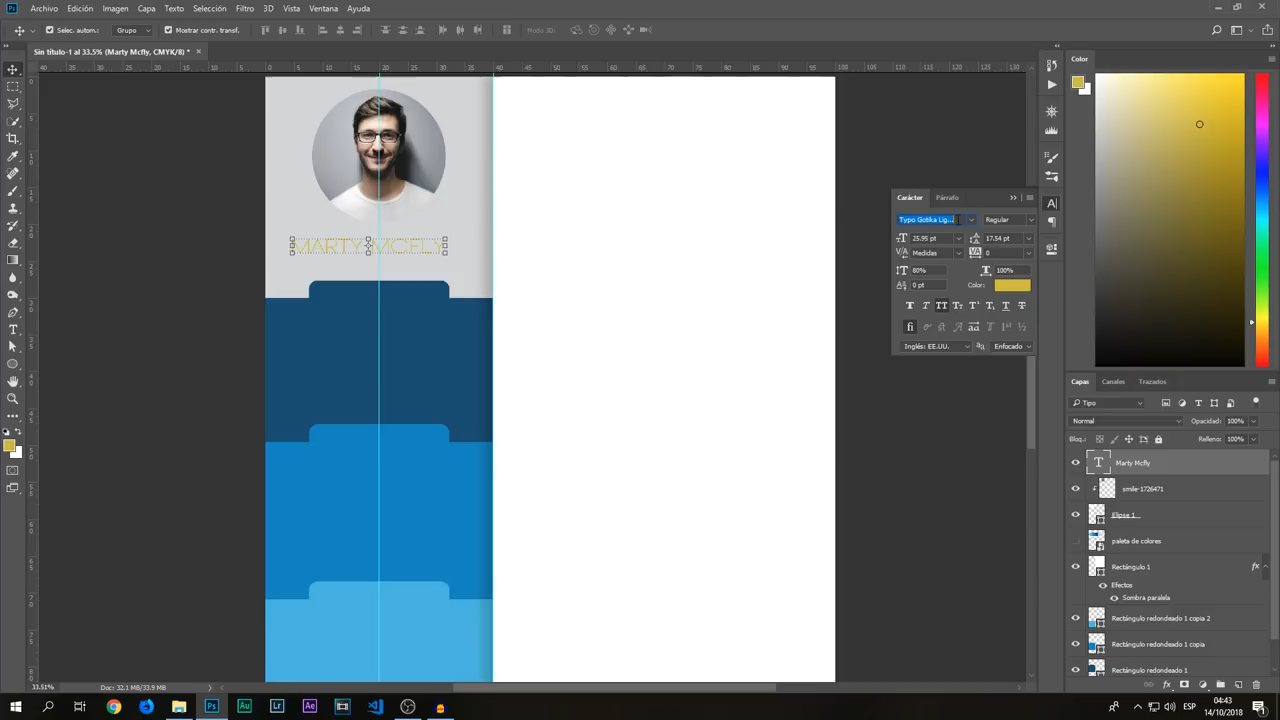 Archivo Edición Imagen Capa Texto Selección Filtro 3D Vista Ventana Ayuda
Selec. autom.: Grupo Mostrar contr. transf. Modo 3D:
Sin título-1 al 33.5% (Marty Mcfly, CMYK/8) *
MARTY MCFLY
Color
Carácter Párrafo
Typo Gotika Lig... Regular
25.95 pt 17.54 pt
Medidas 0
80% 100%
0 pt Color:
Inglés: EE.UU. Enfocado
Capas Canales Trazados
Tipo
Normal Opacidad: 100%
Bloq.: Relleno: 100%
Marty Mcfly
smile-1726471
Elipse 1
paleta de colores
Rectángulo 1 fx
Efectos
Sombra paralela
Rectángulo redondeado 1 copia 2
Rectángulo redondeado 1 copia
Rectángulo redondeado 1
33.51% Doc: 32.1 MB/33.9 MB
ESP 04:43
14/10/2018